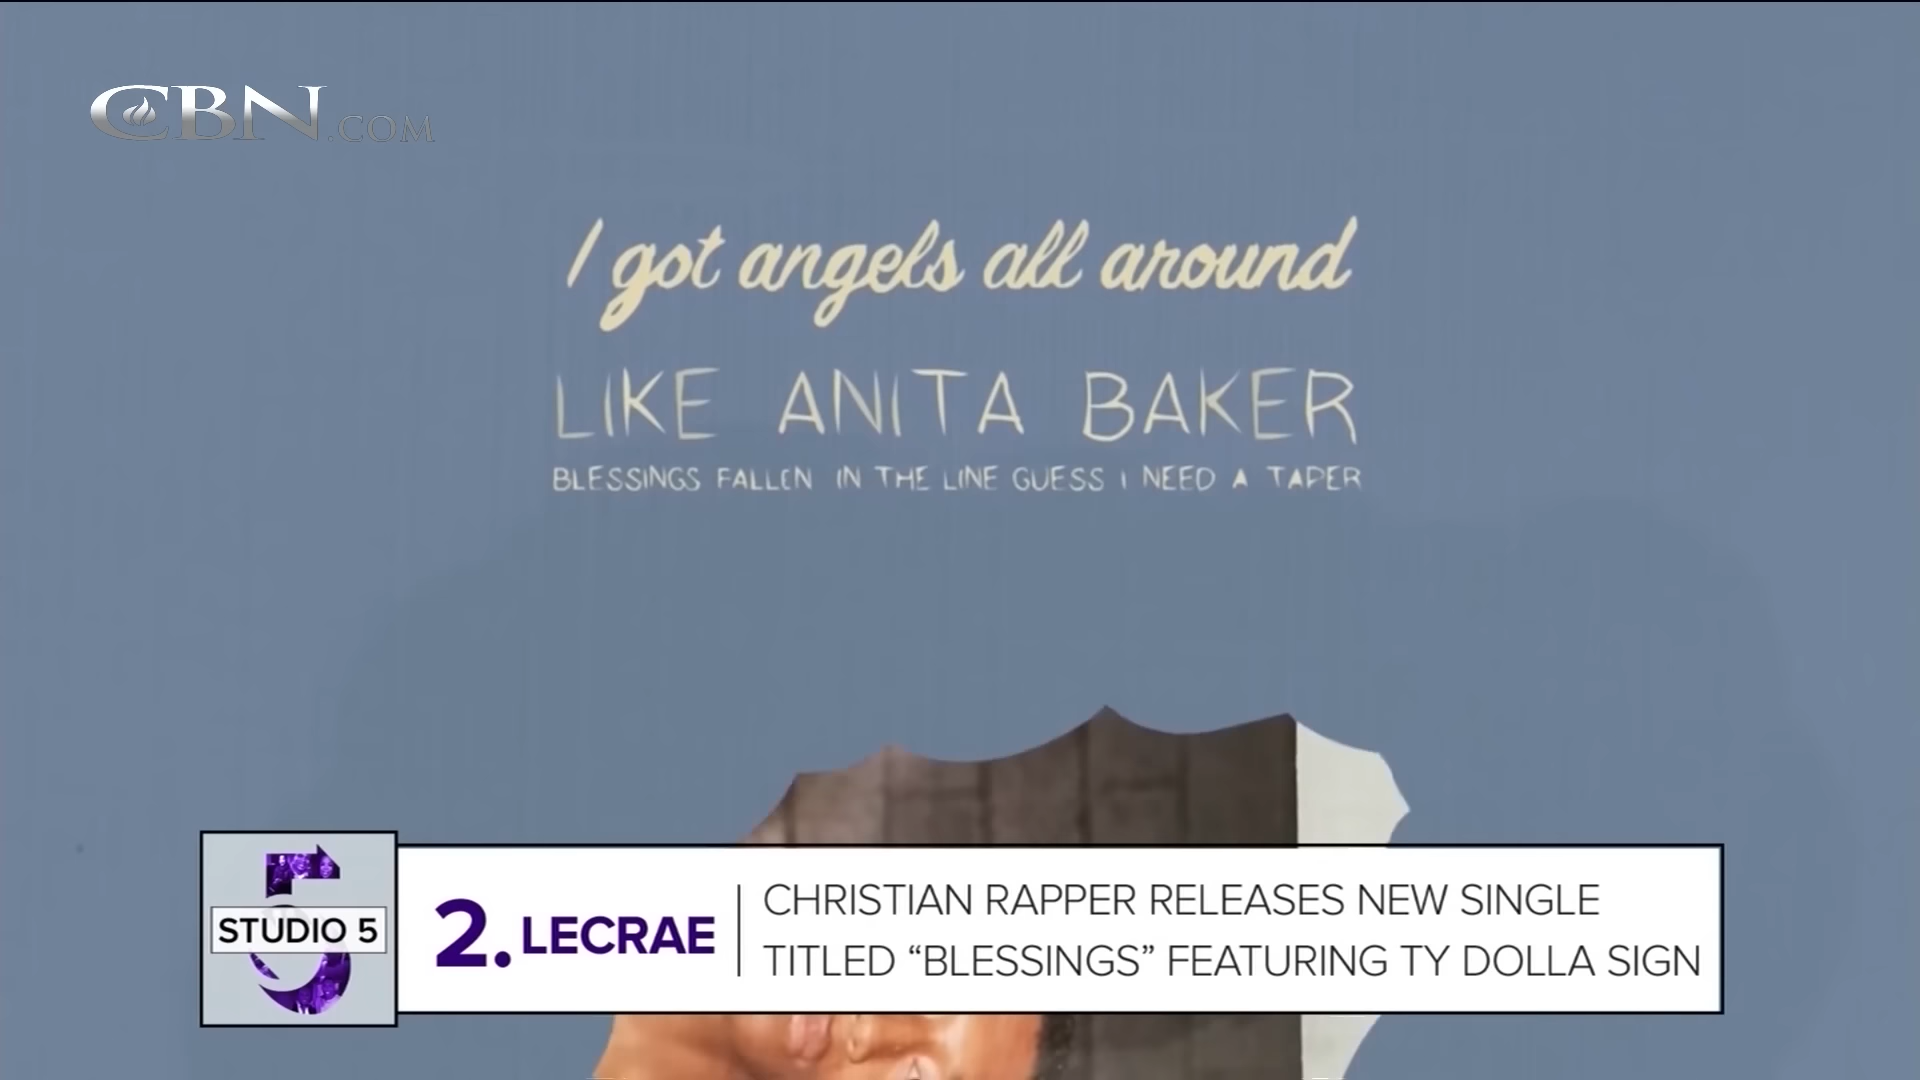 CBN.COM
I got angels all around
LIKE ANITA BAKER
BLESSINGS FALLEN IN THE LINE GUESS I NEED A TAPER
STUDIO 5
5
2. LECRAE
CHRISTIAN RAPPER RELEASES NEW SINGLE
TITLED “BLESSINGS” FEATURING TY DOLLA SIGN